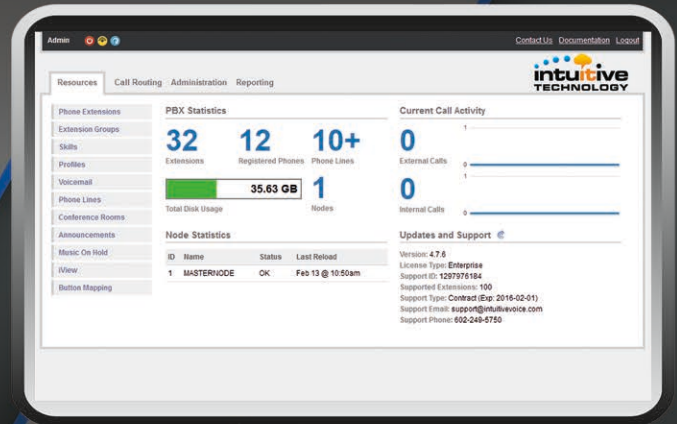 Admin
Contact Us Documentation Logout
intuitive
TECHNOLOGY
Resources Call Routing Administration Reporting
Phone Extensions
Extension Groups
Skills
Profiles
Voicemail
Phone Lines
Conference Rooms
Announcements
Music On Hold
iView
Button Mapping
PBX Statistics
32 12 10+
Extensions Registered Phones Phone Lines
35.63 GB 1
Total Disk Usage Nodes
Node Statistics
ID Name Status Last Reload
1 MASTERNODE OK Feb 13 @ 10:50am
Current Call Activity
0
External Calls
1
0
0
Internal Calls
1
0
Updates and Support
Version: 4.7.6
License Type: Enterprise
Support ID: 1297976184
Supported Extensions: 100
Support Type: Contract (Exp: 2016-02-01)
Support Email: support@intuitivevoice.com
Support Phone: 602-249-5750